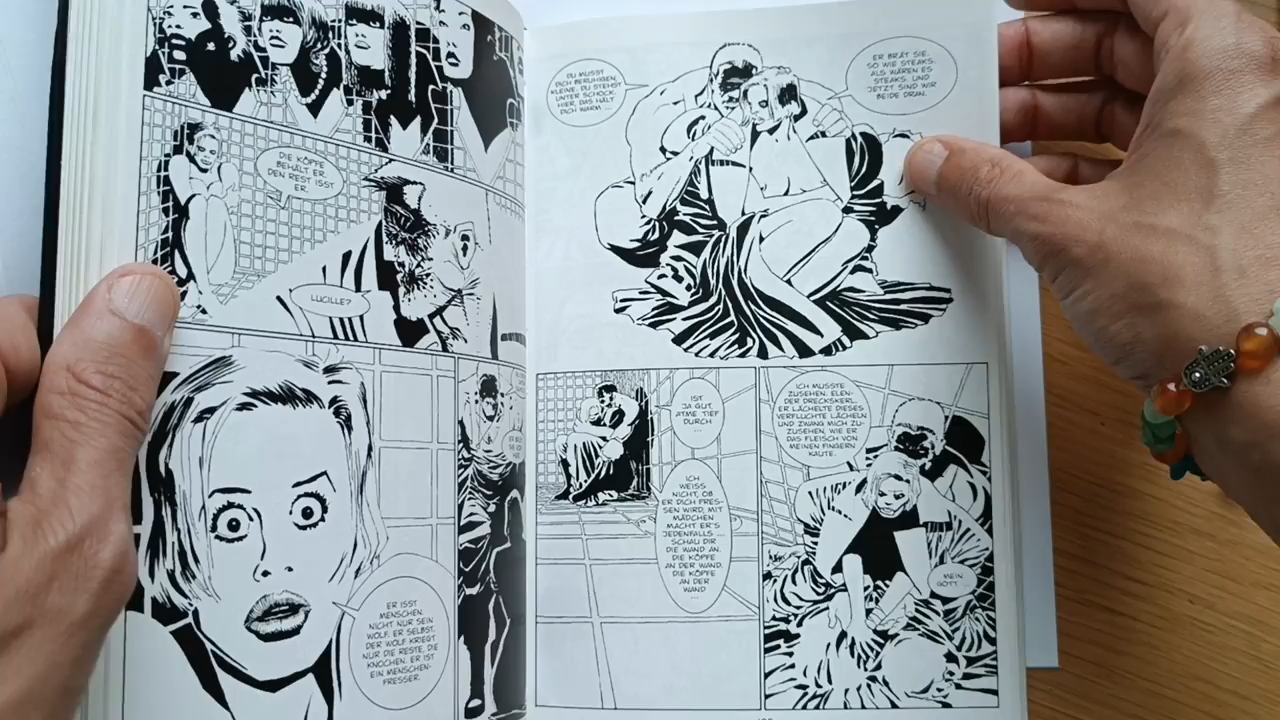 DIE KÖPFE
BEHÄLT ER.
DEN REST ISST
ER.
LUCILLE?
ER ISST
MENSCHEN.
NICHT NUR SEIN
WOLF. ER SELBST.
DER WOLF KRIEGT
NUR DIE RESTE, DIE
KNOCHEN. ER IST
EIN MENSCHEN-
FRESSER.
DU MUSST
DICH BERUHIGEN,
KLEINE. DU STEHST
UNTER SCHOCK.
HIER, DAS HÄLT
DICH WARM ...
ER BRÄT SIE.
SO WIE STEAKS.
ALS WÄREN ES
STEAKS. UND
JETZT SIND WIR
BEIDE DRAN.
IST
JA GUT,
ATME TIEF
DURCH
...
ICH
WEISS
NICHT, OB
ER DICH FRES-
SEN WIRD, MIT
MÄDCHEN
MACHT ER'S
JEDENFALLS ...
SCHAU DIR
DIE WAND AN.
DIE KÖPFE
AN DER WAND.
DIE KÖPFE
AN DER
WAND
...
ICH MUSSTE
ZUSEHEN. ELEN-
DER DRECKSKERL.
ER LÄCHELTE DIESES
VERFLUCHTE LÄCHELN
UND ZWANG MICH ZU-
ZUSEHEN, WIE ER
DAS FLEISCH VON
MEINEN FINGERN
KAUTE.
MEIN
GOTT ...